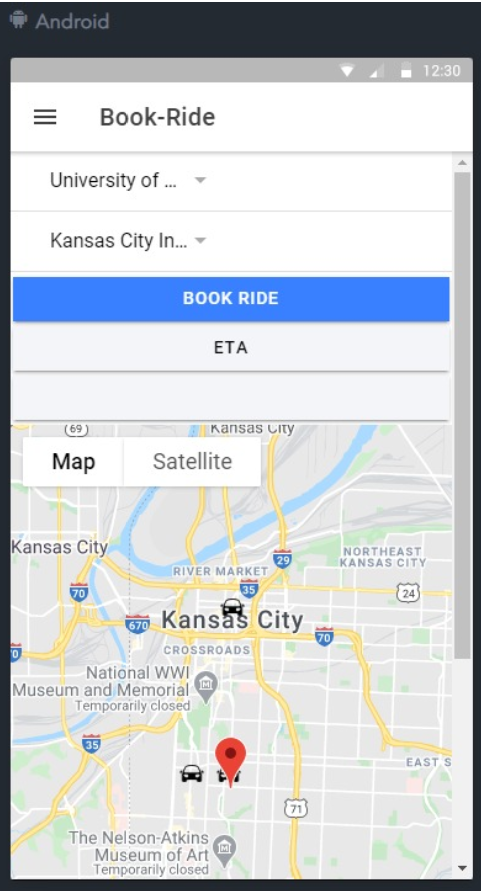 Android
12:30
Book-Ride
University of ...
Kansas City In...
BOOK RIDE
ETA
69
Kansas City
Map
Satellite
Kansas City
29
NORTHEAST
KANSAS CITY
RIVER MARKET
70
35
24
670
Kansas City
70
CROSSROADS
National WWI
Museum and Memorial
Temporarily closed
35
EAST S
71
The Nelson-Atkins
Museum of Art
Temporarily closed